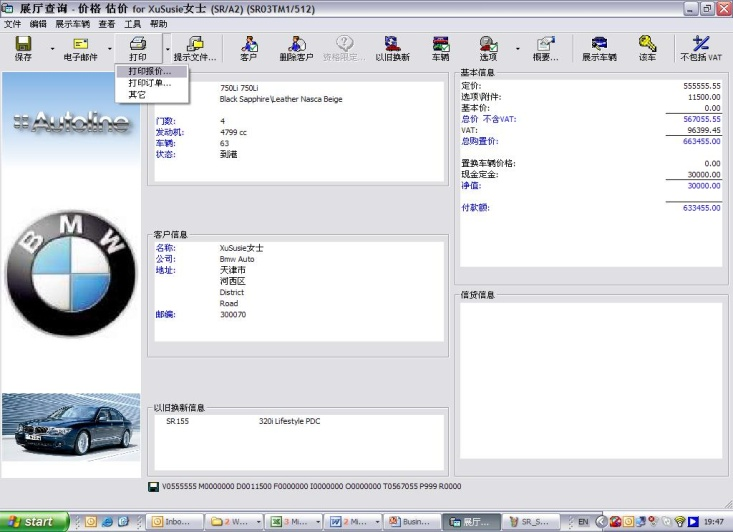 展厅查询 - 价格 估价 for XuSusie女士 (SR/A2) (SR03TM1/512)
文件 编辑 展示车辆 查看 工具 帮助
保存 电子邮件 打印 提示文件... 客户 删除客户 资格限定... 以旧换新 车辆 选项 概要... 展示车辆 该车 不包括 VAT
打印报价...
打印订单...
其它
::Autoline
BMW
750Li 750Li
Black Sapphire\Leather Nasca Beige
门数: 4
发动机: 4799 cc
车辆: 63
状态: 到港
客户信息
名称: XuSusie女士
公司: Bmw Auto
地址: 天津市
河西区
District
Road
邮编: 300070
以旧换新信息
SR155 320i Lifestyle PDC
基本信息
定价: 555555.55
选项\附件: 11500.00
基本价: 0.00
总价 不含VAT: 567055.55
VAT: 96399.45
总购置价: 663455.00
置换车辆价格: 0.00
现金定金: 30000.00
净值: 30000.00
付款额: 633455.00
信贷信息
V0555555 M0000000 D0011500 F0000000 I0000000 O0000000 T0567055 P999 R0000
start Inbo... 2 W... 3 Mi... 2 Mi... Busin... 展厅... SR_S... EN 19:47